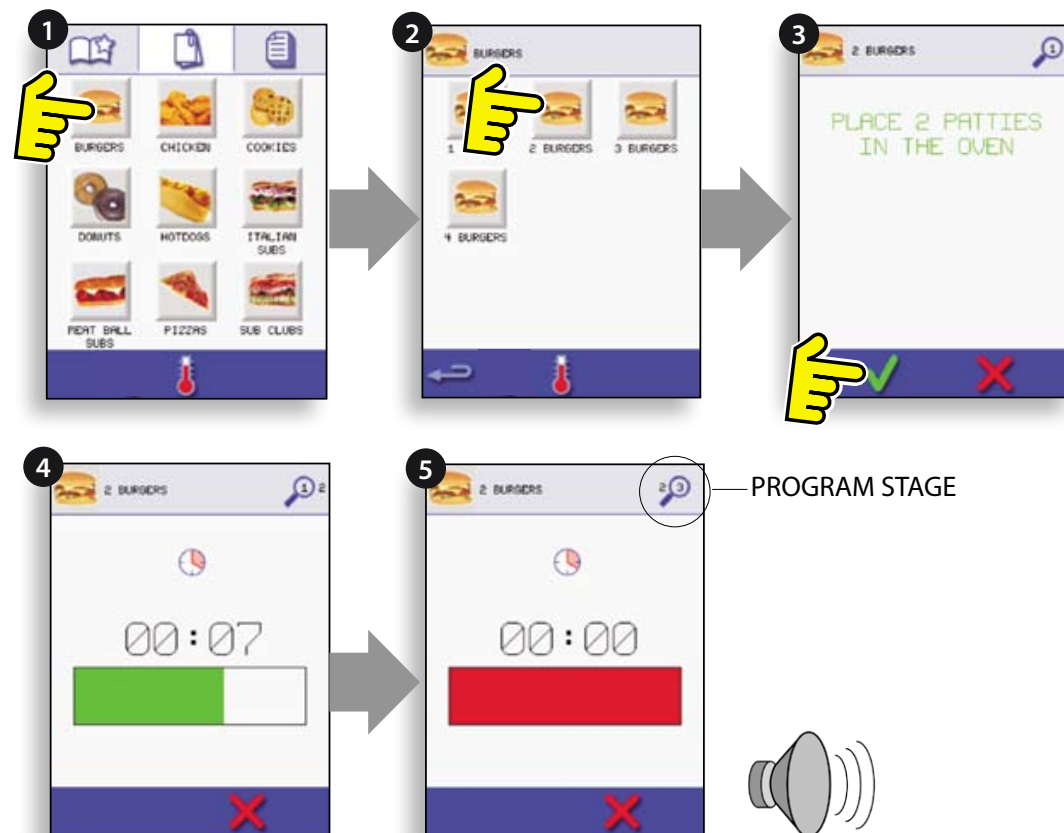 1
BURGERS
CHICKEN
COOKIES
DONUTS
HOTDOGS
ITALIAN
SUBS
MEAT BALL
SUBS
PIZZAS
SUB CLUBS
2
BURGERS
1
2 BURGERS
3 BURGERS
4 BURGERS
3
2 BURGERS
1
PLACE 2 PATTIES
IN THE OVEN
4
2 BURGERS
1 2
00:07
5
2 BURGERS
2 3
PROGRAM STAGE
00:00